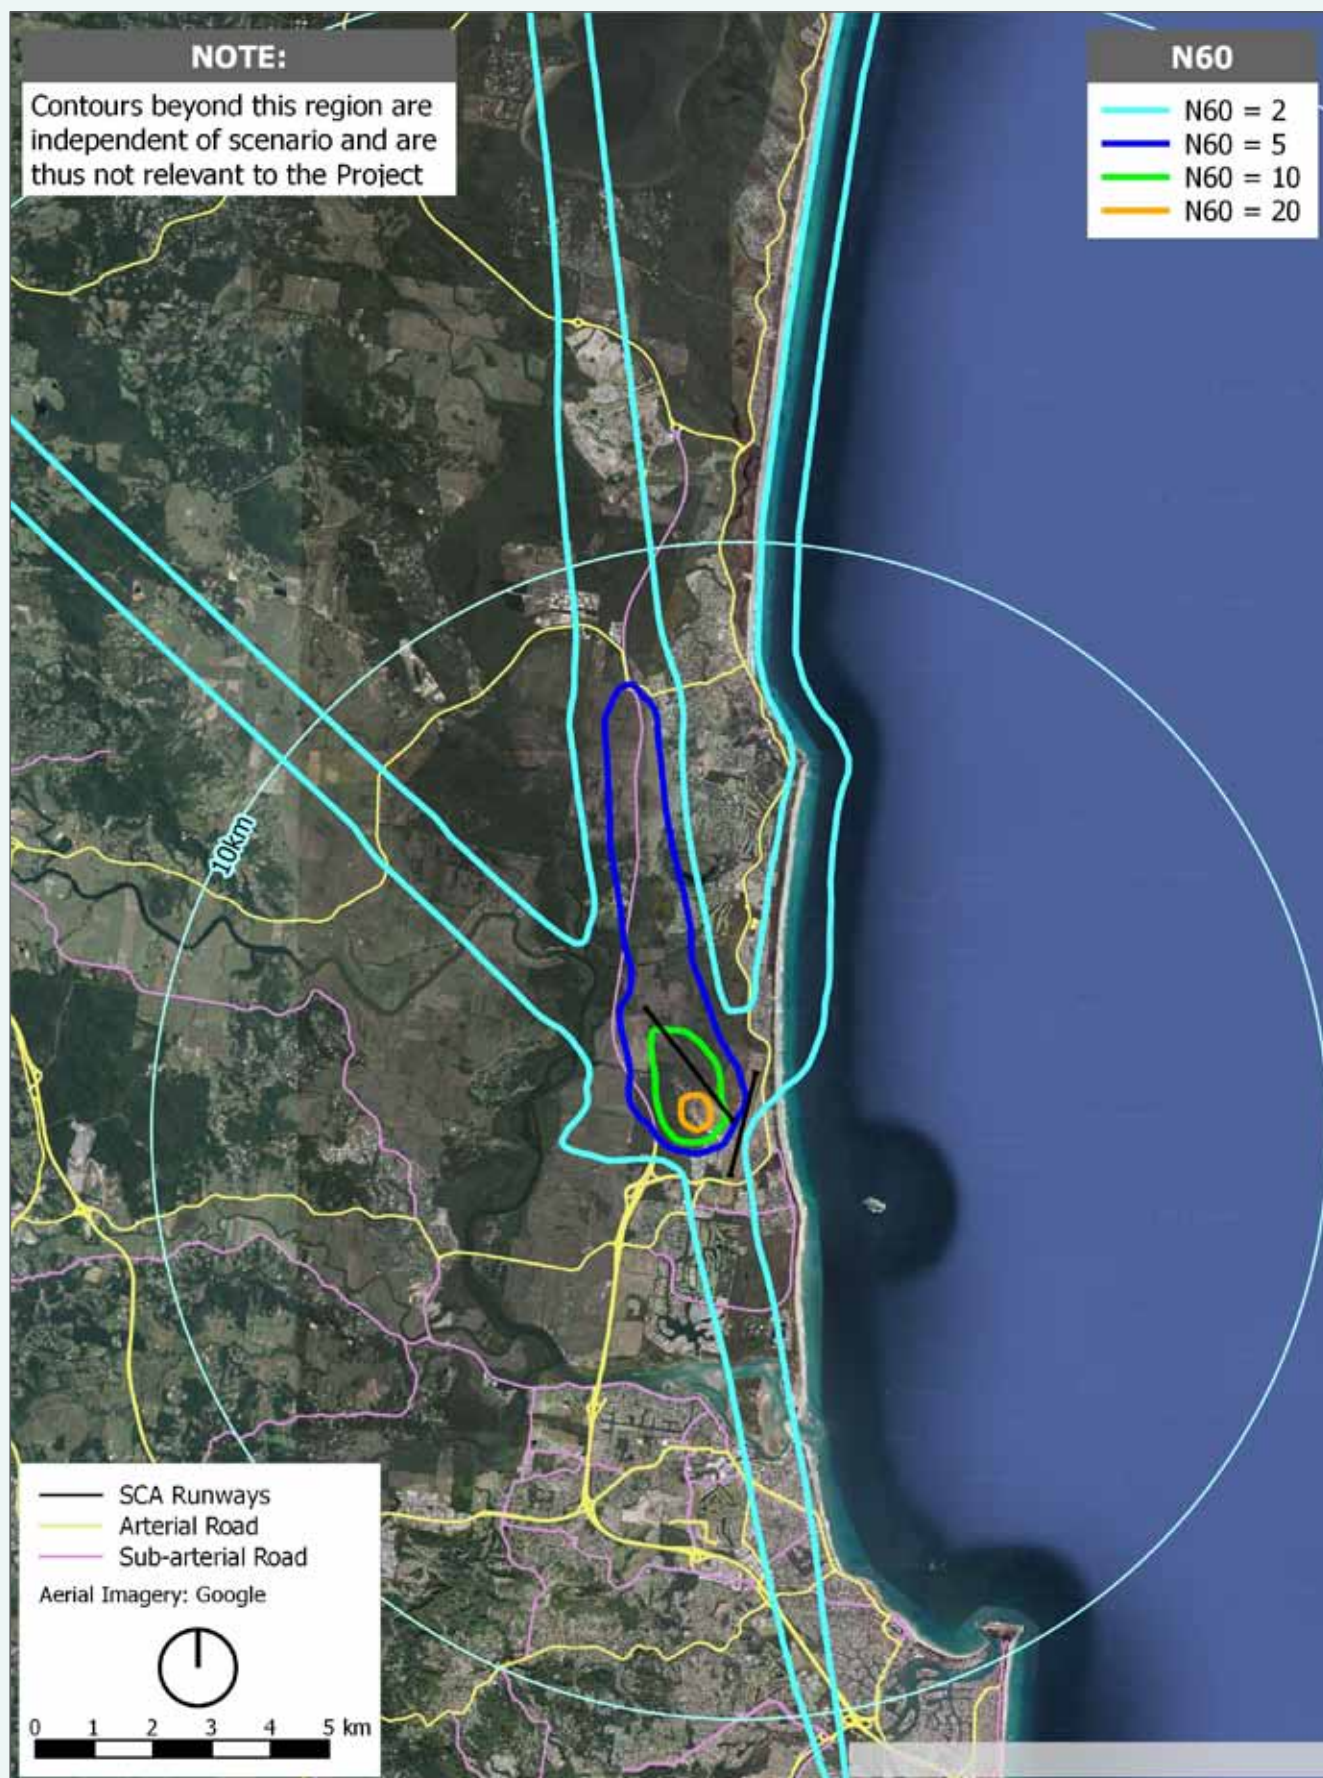 NOTE:
Contours beyond this region are
independent of scenario and are
thus not relevant to the Project
N60
N60 = 2
N60 = 5
N60 = 10
N60 = 20
10km
SCA Runways
Arterial Road
Sub-arterial Road
Aerial Imagery: Google
0 1 2 3 4 5 km